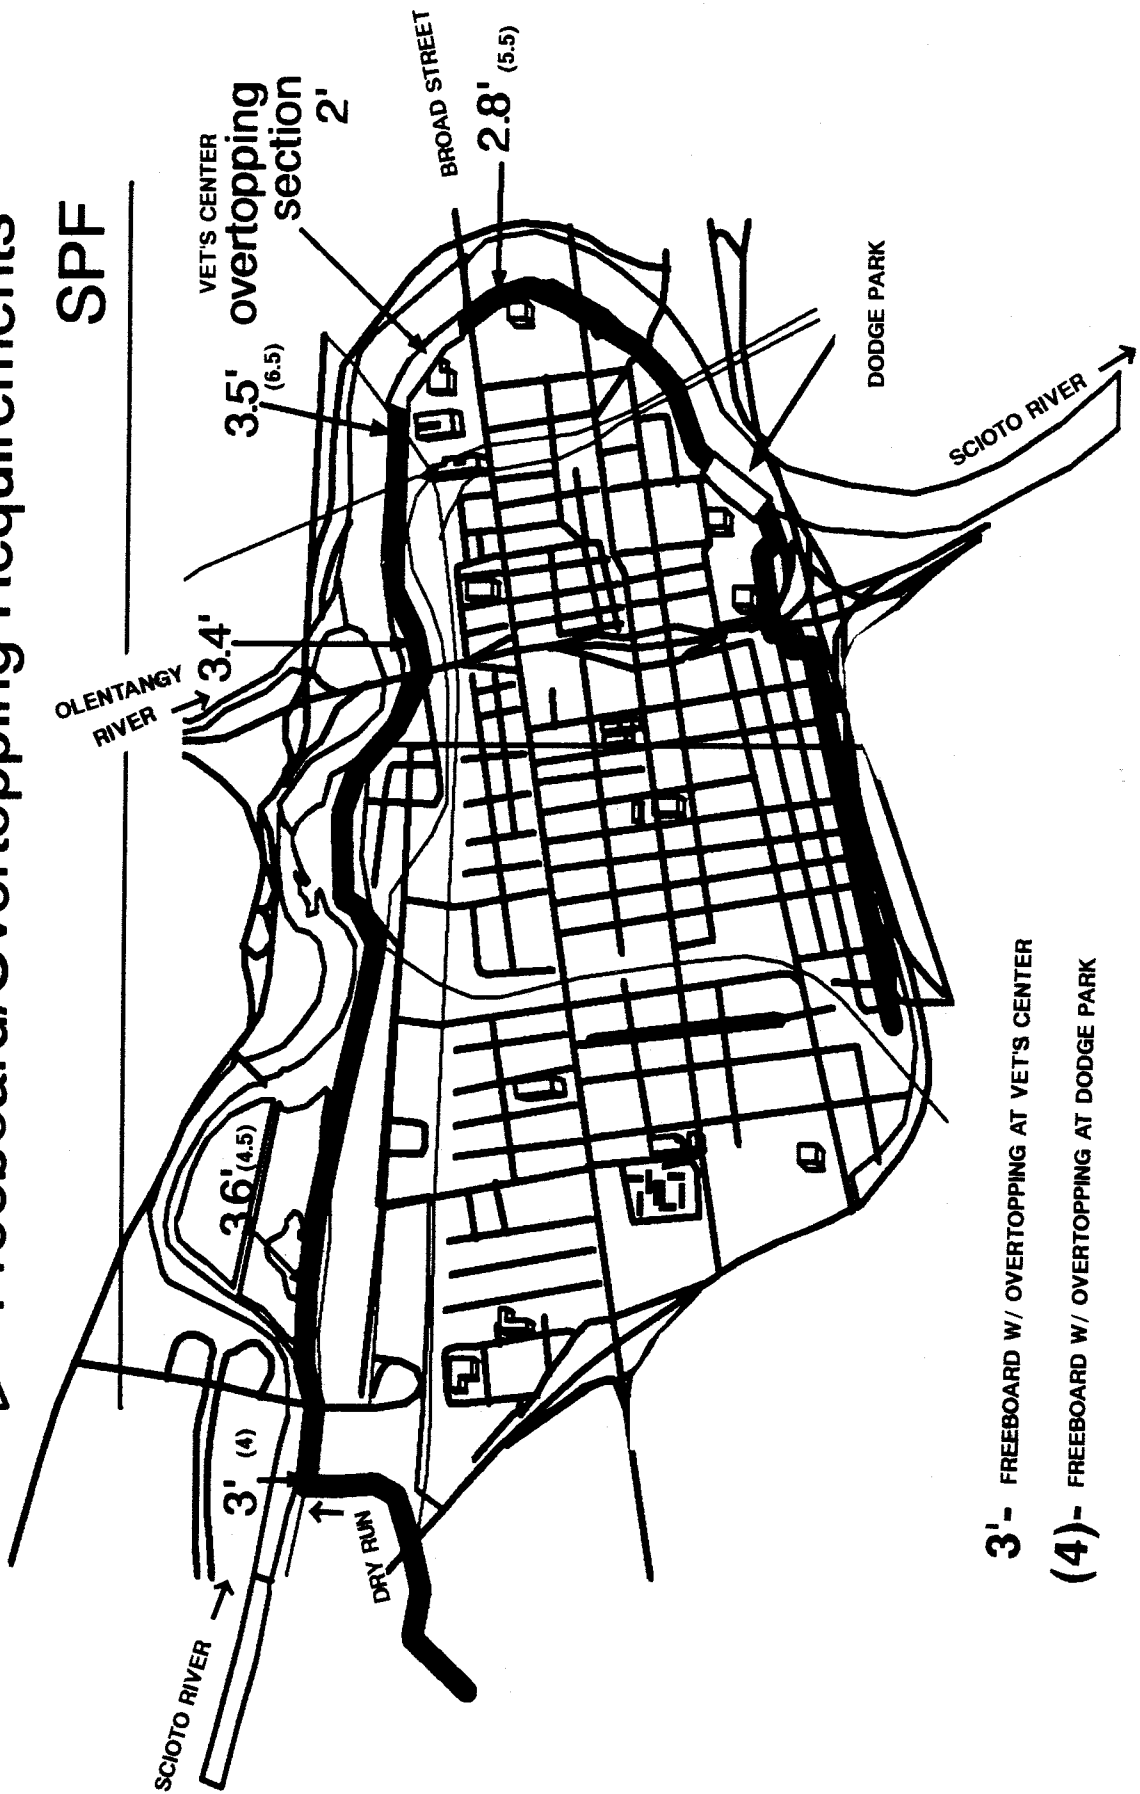 Freeboard/Overtopping Requirements
SPF
VET'S CENTER
overtopping
section
2'
BROAD STREET
2.8' (5.5)
3.5'
(6.5)
OLENTANGY
RIVER
3.4'
3.6' (4.5)
3' (4)
DRY RUN
SCIOTO RIVER
DODGE PARK
SCIOTO RIVER
3'- FREEBOARD W/ OVERTOPPING AT VET'S CENTER
(4)- FREEBOARD W/ OVERTOPPING AT DODGE PARK